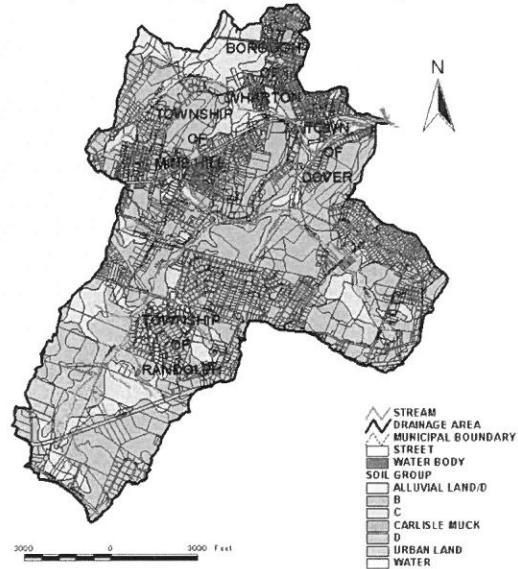 BOROUGH
OF
WHARTON
N
TOWNSHIP
OF
MINE HILL
TOWN
OF
DOVER
TOWNSHIP
OF
RANDOLPH
STREAM
DRAINAGE AREA
MUNICIPAL BOUNDARY
STREET
WATER BODY
SOIL GROUP
ALLUVIAL LAND/D
B
C
CARLISLE MUCK
D
URBAN LAND
WATER
3000 0 3000 Feet